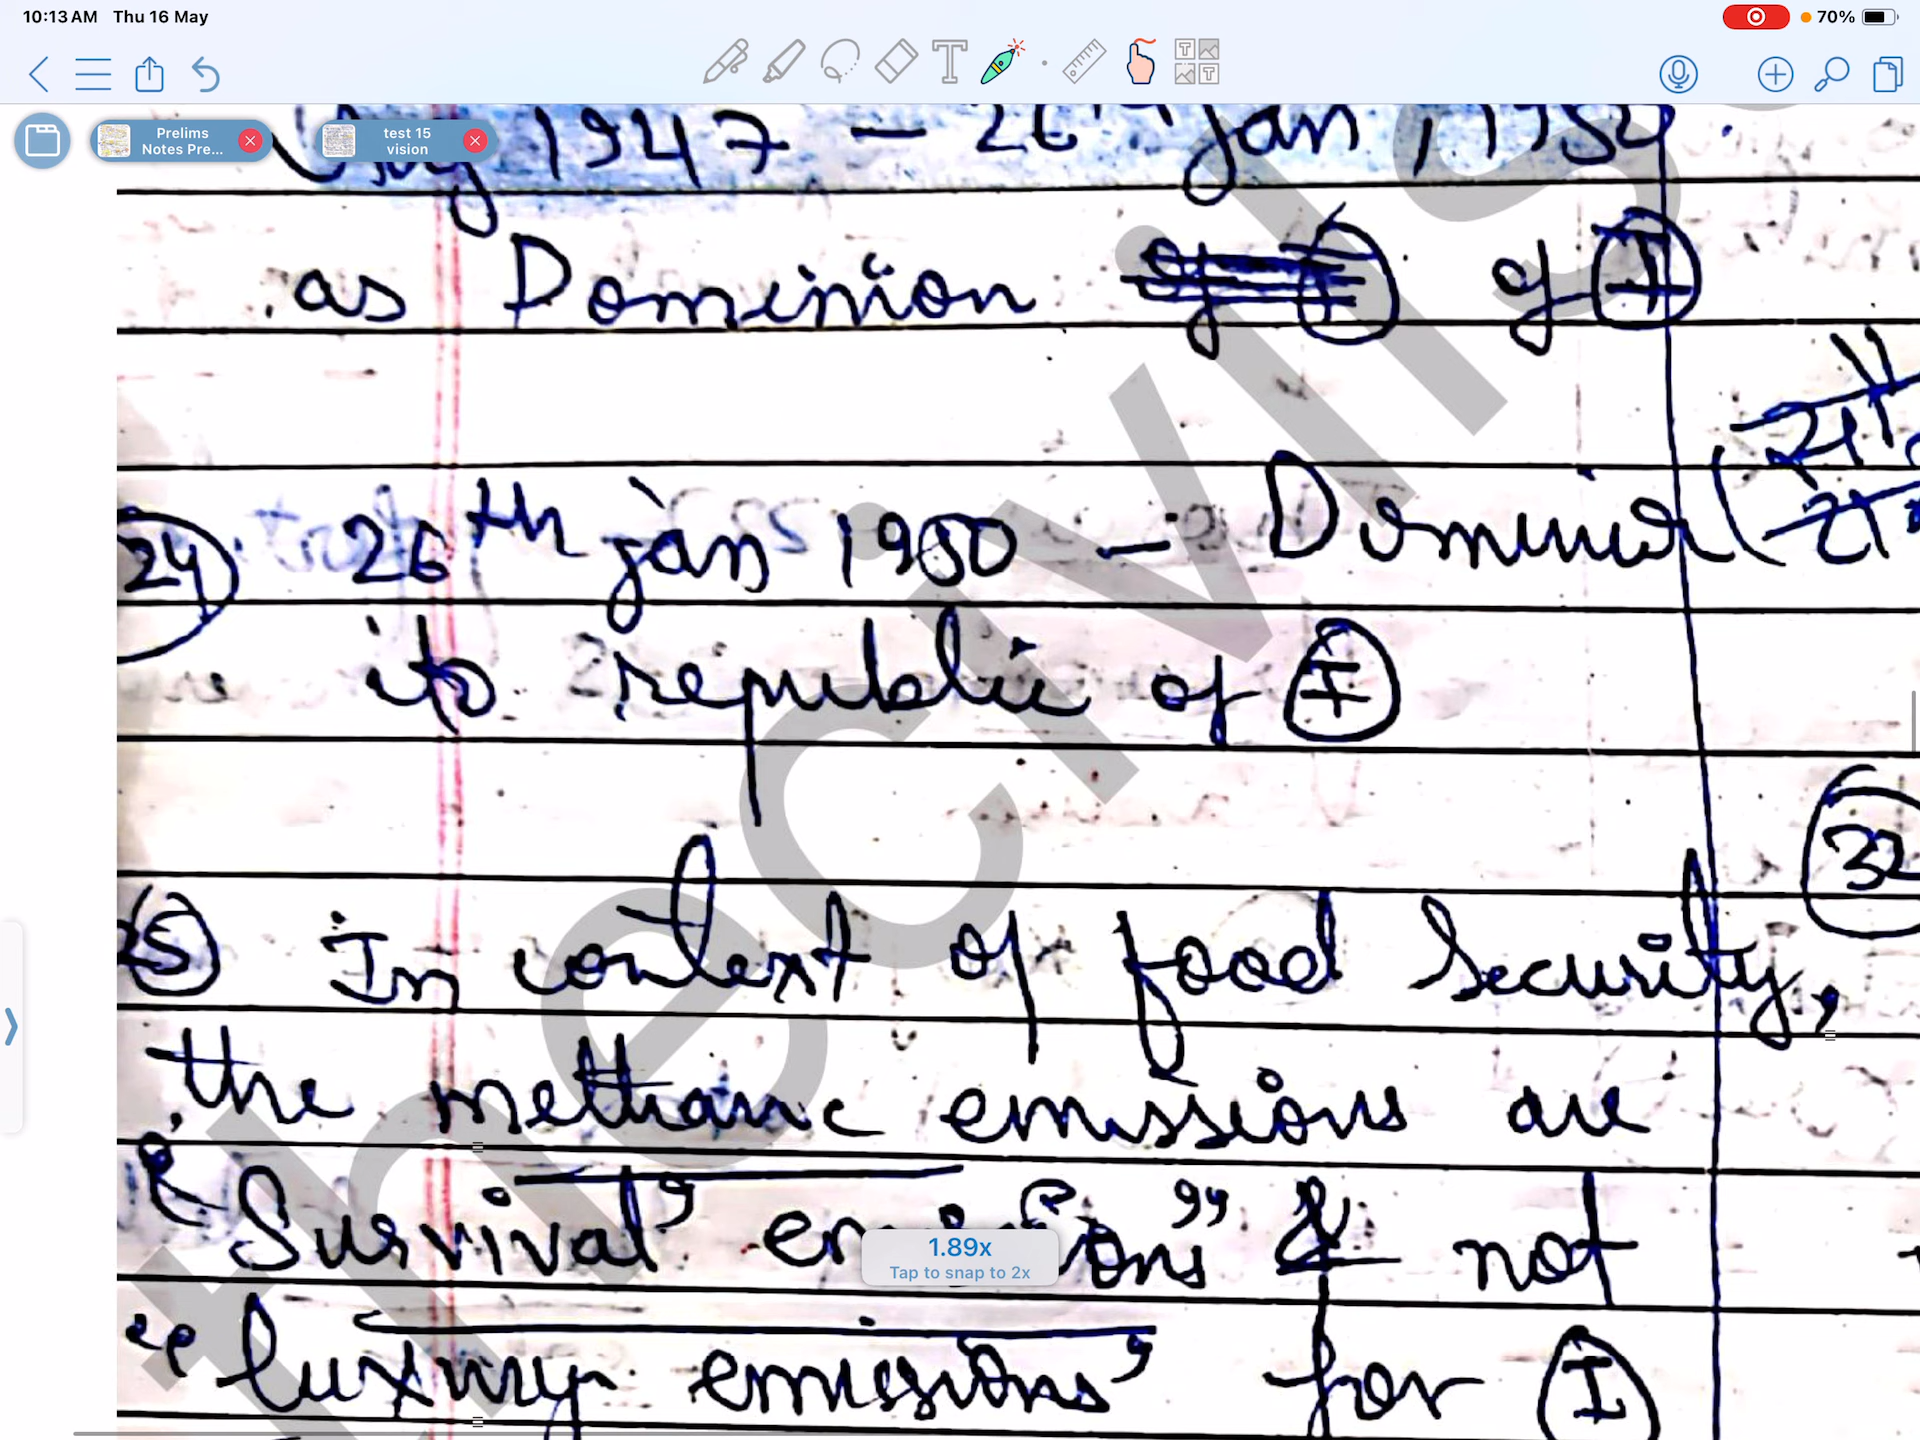 10:13 AM Thu 16 May
70%
Prelims
Notes Pre...
test 15
vision
1947 - 26th Jan
as Dominion of I
24 26th jan 1950 - Dominion
to republic of I
32
25 In context of food security,
the methane emissions are
"Survival" emissions" & not
"luxury emissions" for I
1.89x
Tap to snap to 2x
thecivils